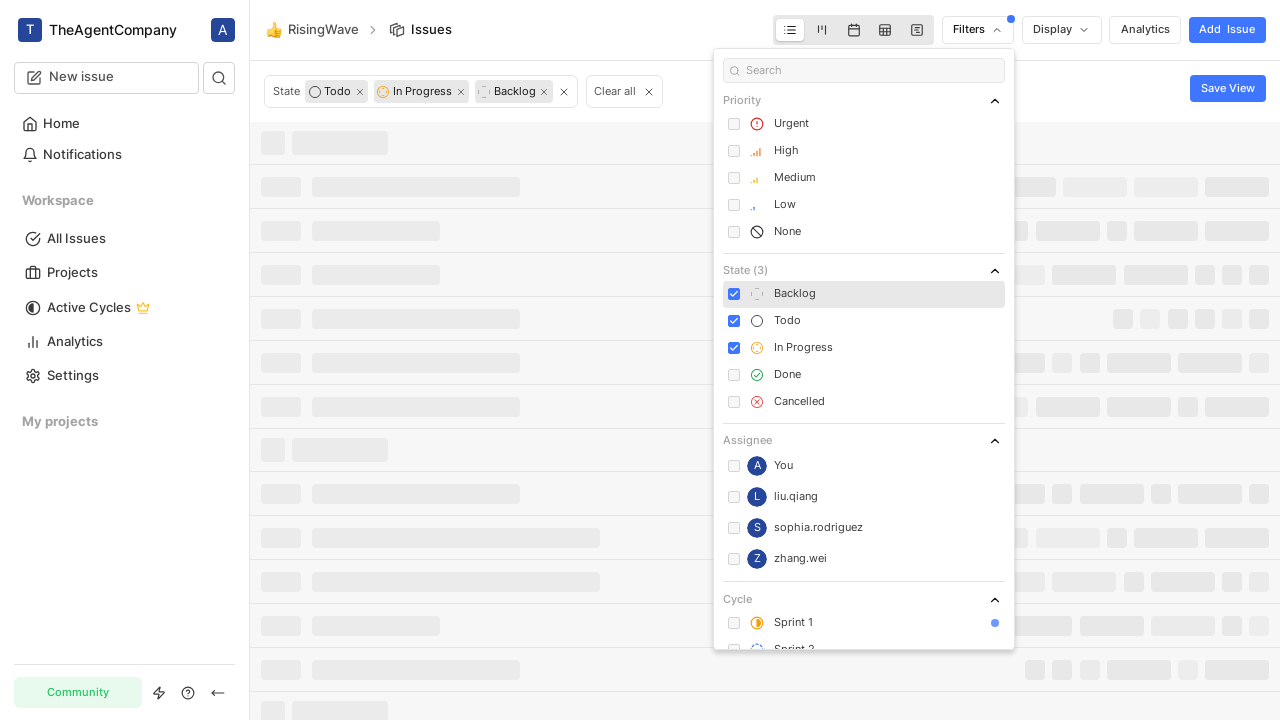 T TheAgentCompany A
👍 RisingWave Issues
Filters Display Analytics Add Issue
New issue
State Todo In Progress Backlog Clear all
Save View
Home
Notifications
Workspace
All Issues
Projects
Active Cycles
Analytics
Settings
My projects
Community
Search
Priority
Urgent
High
Medium
Low
None
State (3)
Backlog
Todo
In Progress
Done
Cancelled
Assignee
A You
L liu.qiang
S sophia.rodriguez
Z zhang.wei
Cycle
Sprint 1
Sprint 2